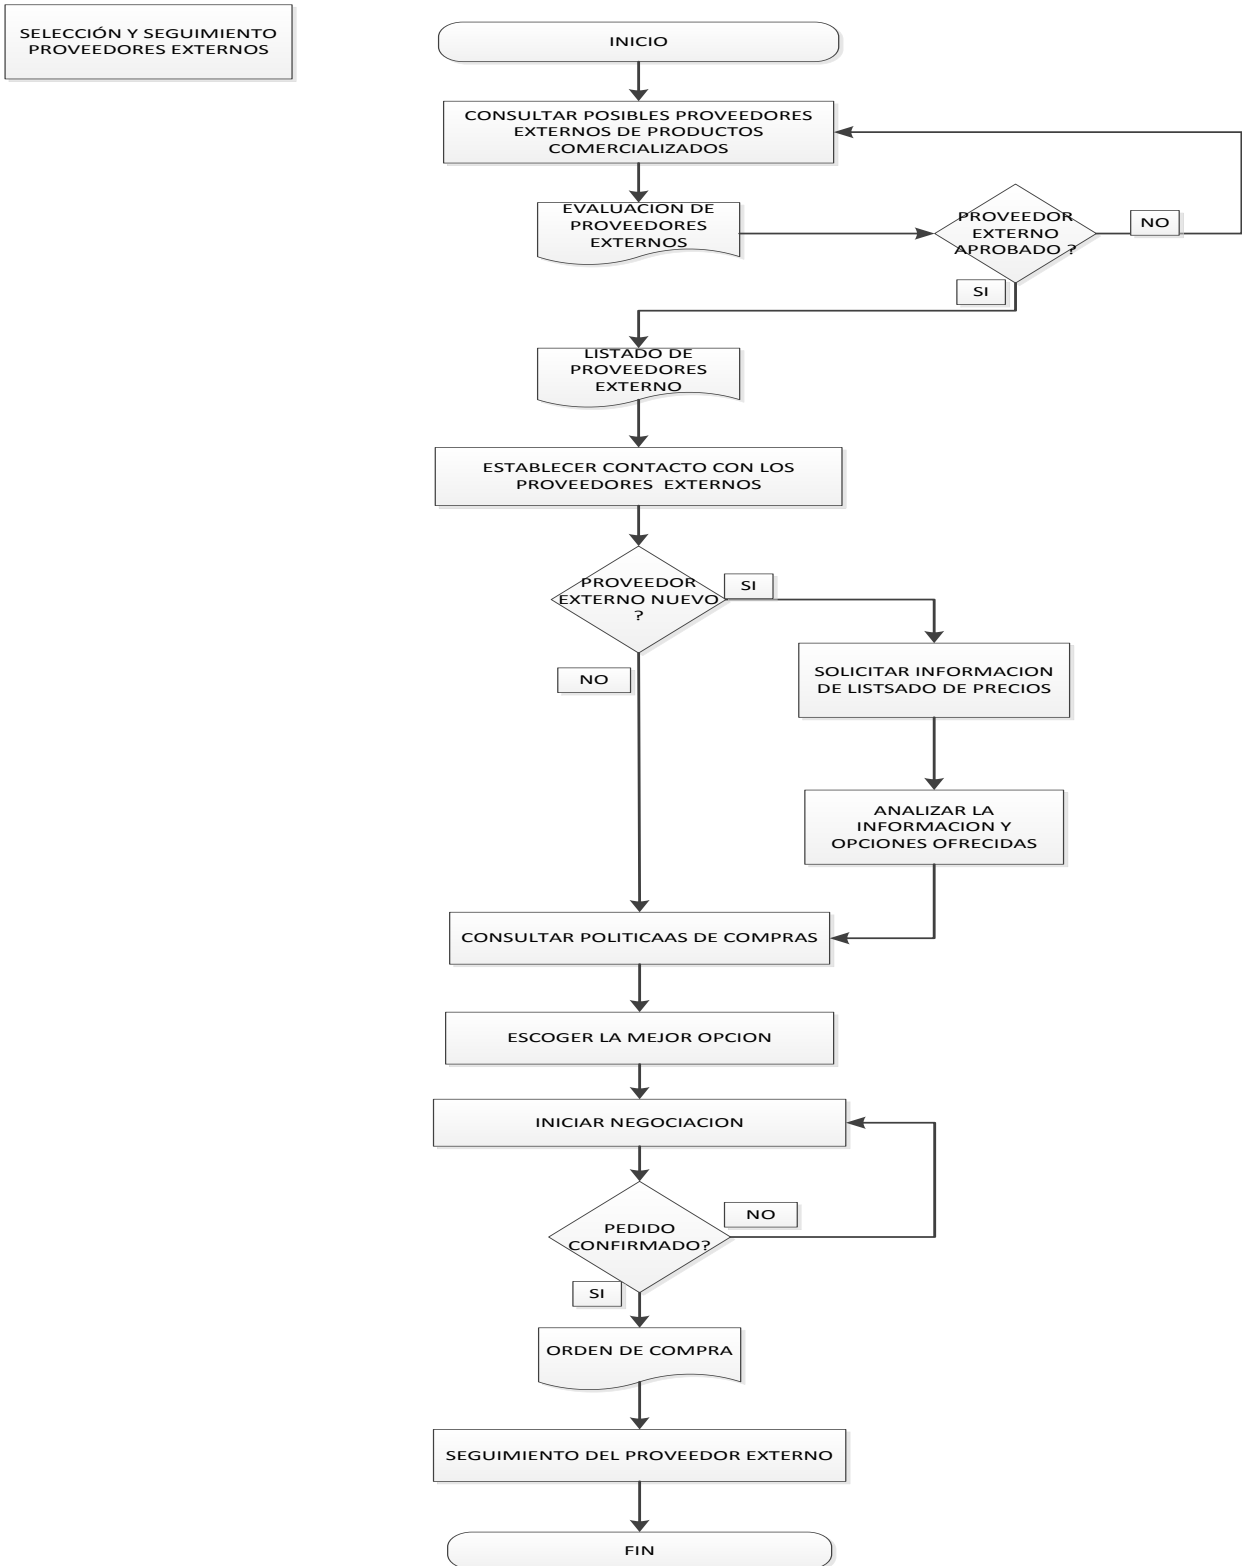 SELECCIÓN Y SEGUIMIENTO
PROVEEDORES EXTERNOS
INICIO
CONSULTAR POSIBLES PROVEEDORES
EXTERNOS DE PRODUCTOS
COMERCIALIZADOS
EVALUACION DE
PROVEEDORES
EXTERNOS
PROVEEDOR
EXTERNO
APROBADO ?
NO
SI
LISTADO DE
PROVEEDORES
EXTERNO
ESTABLECER CONTACTO CON LOS
PROVEEDORES  EXTERNOS
PROVEEDOR
EXTERNO NUEVO
?
SI
NO
SOLICITAR INFORMACION
DE LISTSADO DE PRECIOS
ANALIZAR LA
INFORMACION Y
OPCIONES OFRECIDAS
CONSULTAR POLITICAAS DE COMPRAS
ESCOGER LA MEJOR OPCION
INICIAR NEGOCIACION
PEDIDO
CONFIRMADO?
NO
SI
ORDEN DE COMPRA
SEGUIMIENTO DEL PROVEEDOR EXTERNO
FIN